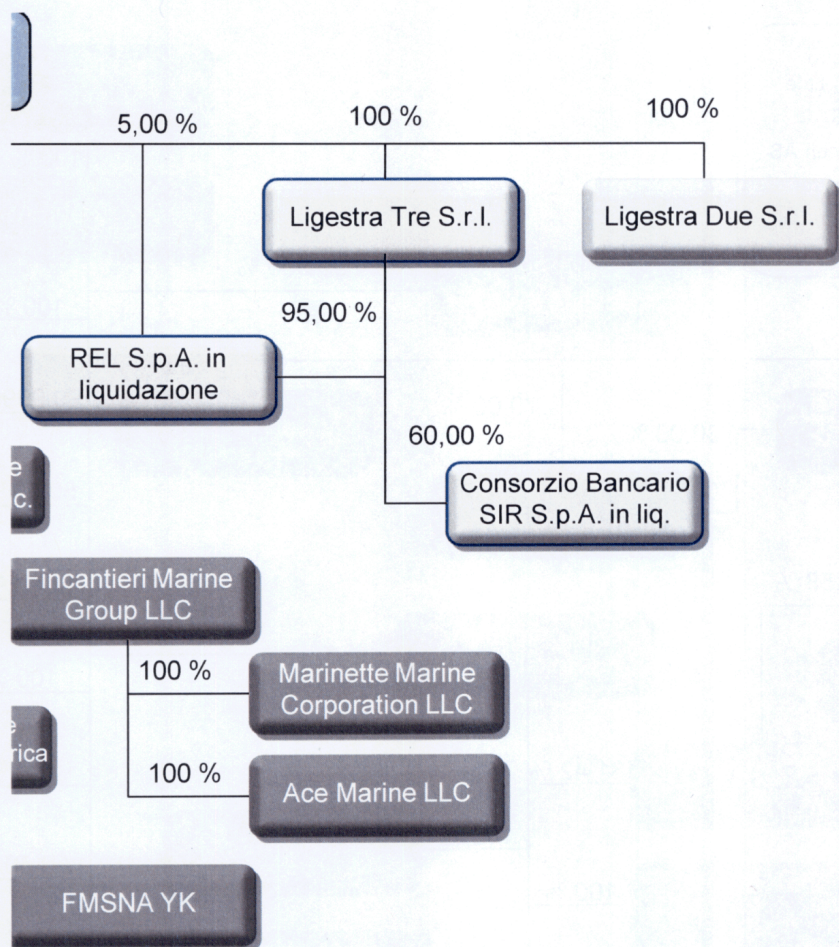 5,00 %
100 %
100 %
Ligestra Tre S.r.l.
Ligestra Due S.r.l.
95,00 %
REL S.p.A. in
liquidazione
60,00 %
Consorzio Bancario
SIR S.p.A. in liq.
e
c.
Fincantieri Marine
Group LLC
100 %
Marinette Marine
Corporation LLC
e
rica
100 %
Ace Marine LLC
FMSNA YK